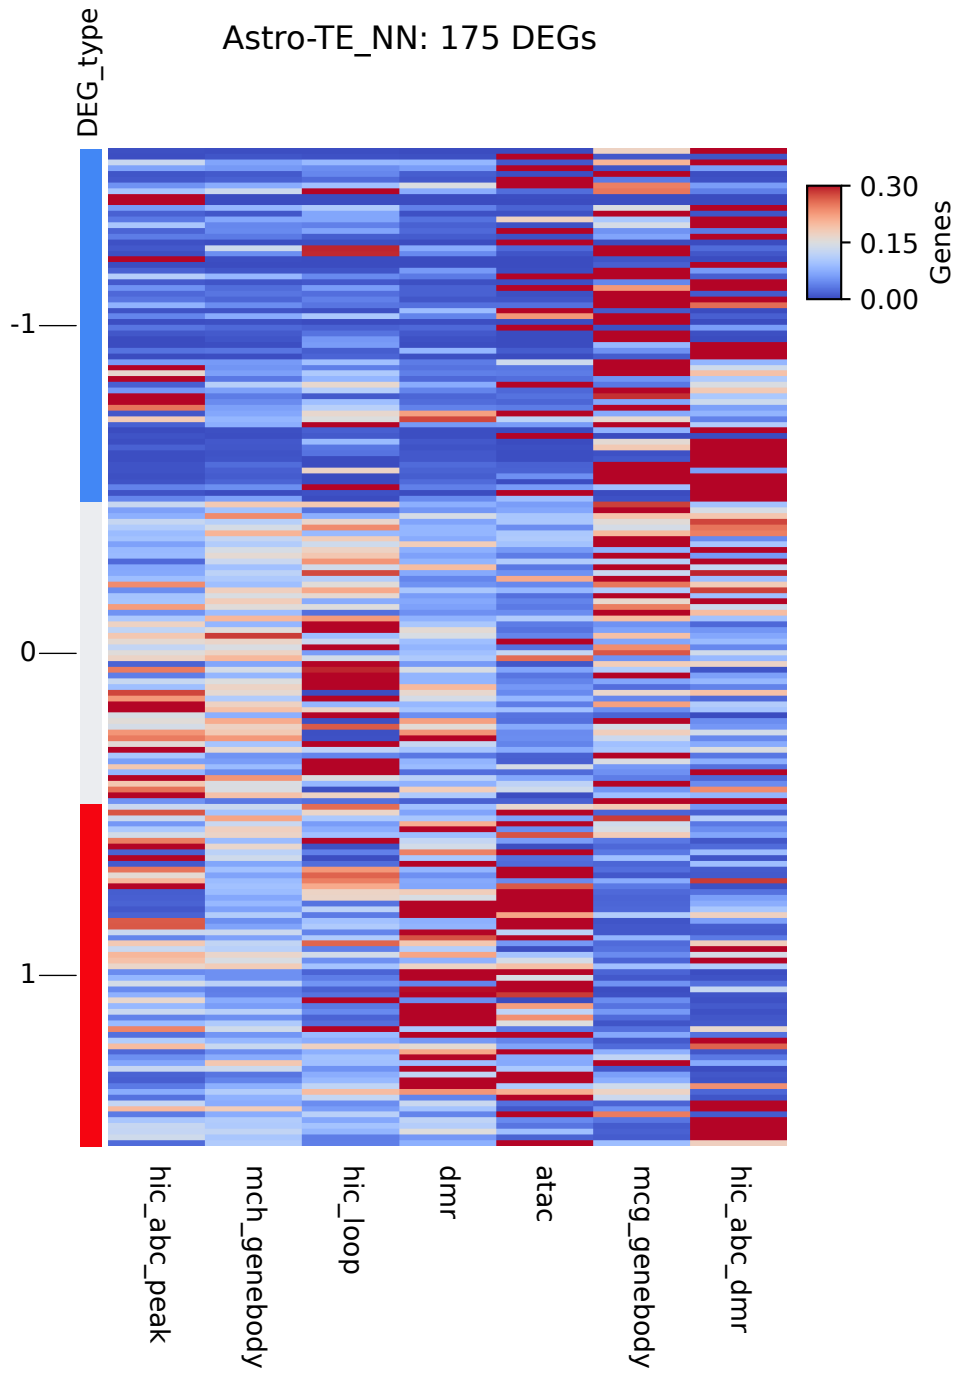 Astro-TE_NN: 175 DEGs
DEG_type
-1
0
1
0.30
0.15
0.00
Genes
hic_abc_peak
mch_genebody
hic_loop
dmr
atac
mcg_genebody
hic_abc_dmr